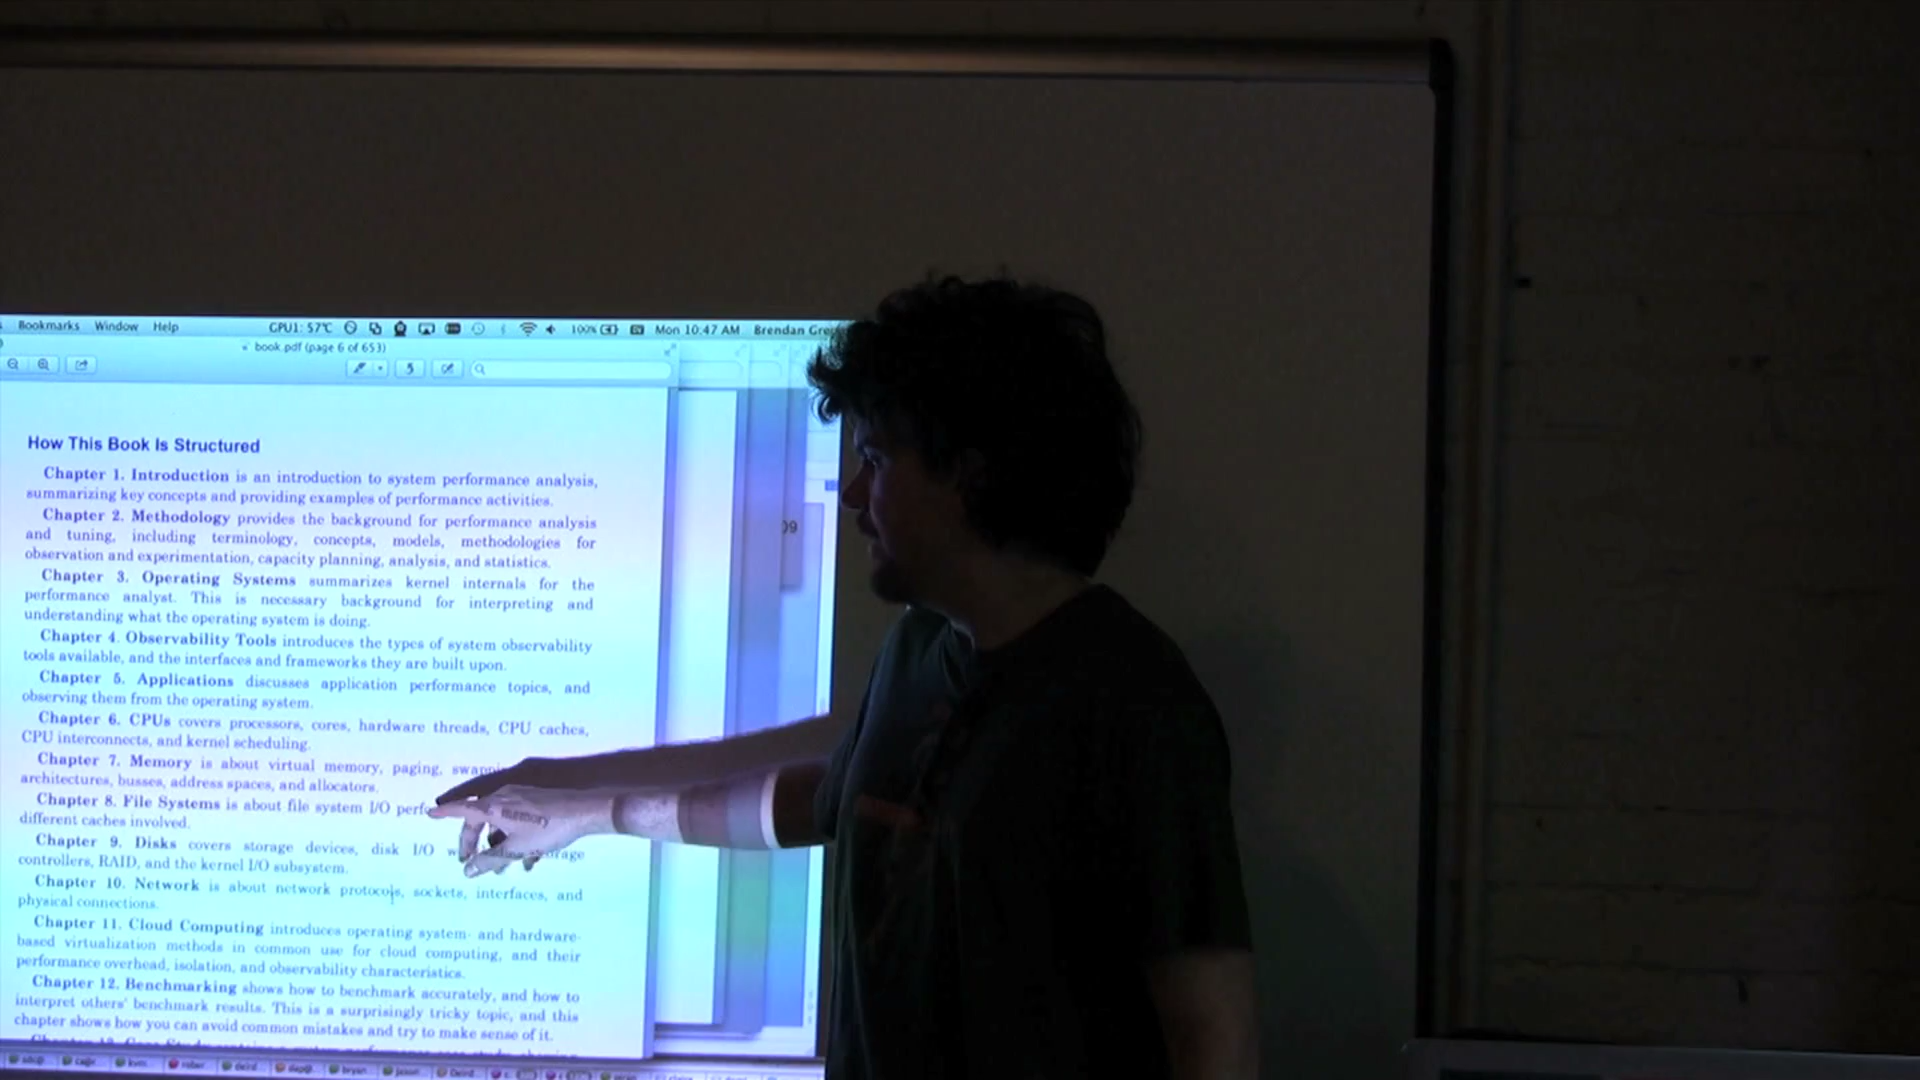 Bookmarks Window Help GPU1: 57°C 100% Mon 10:47 AM Brendan
book.pdf (page 6 of 653)
How This Book Is Structured
Chapter 1. Introduction is an introduction to system performance analysis,
summarizing key concepts and providing examples of performance activities.
Chapter 2. Methodology provides the background for performance analysis
and tuning, including terminology, concepts, models, methodologies for
observation and experimentation, capacity planning, analysis, and statistics.
Chapter 3. Operating Systems summarizes kernel internals for the
performance analyst. This is necessary background for interpreting and
understanding what the operating system is doing.
Chapter 4. Observability Tools introduces the types of system observability
tools available, and the interfaces and frameworks they are built upon.
Chapter 5. Applications discusses application performance topics, and
observing them from the operating system.
Chapter 6. CPUs covers processors, cores, hardware threads, CPU caches,
CPU interconnects, and kernel scheduling.
Chapter 7. Memory is about virtual memory, paging,
architectures, busses, address spaces, and allocators.
Chapter 8. File Systems is about file system I/O memory
different caches involved.
Chapter 9. Disks covers storage devices, disk I/O
controllers, RAID, and the kernel I/O subsystem.
Chapter 10. Network is about network protocols, sockets, interfaces, and
physical connections.
Chapter 11. Cloud Computing introduces operating system- and hardware-
based virtualization methods in common use for cloud computing, and their
performance overhead, isolation, and observability characteristics.
Chapter 12. Benchmarking shows how to benchmark accurately, and how to
interpret others' benchmark results. This is a surprisingly tricky topic, and this
chapter shows how you can avoid common mistakes and try to make sense of it.